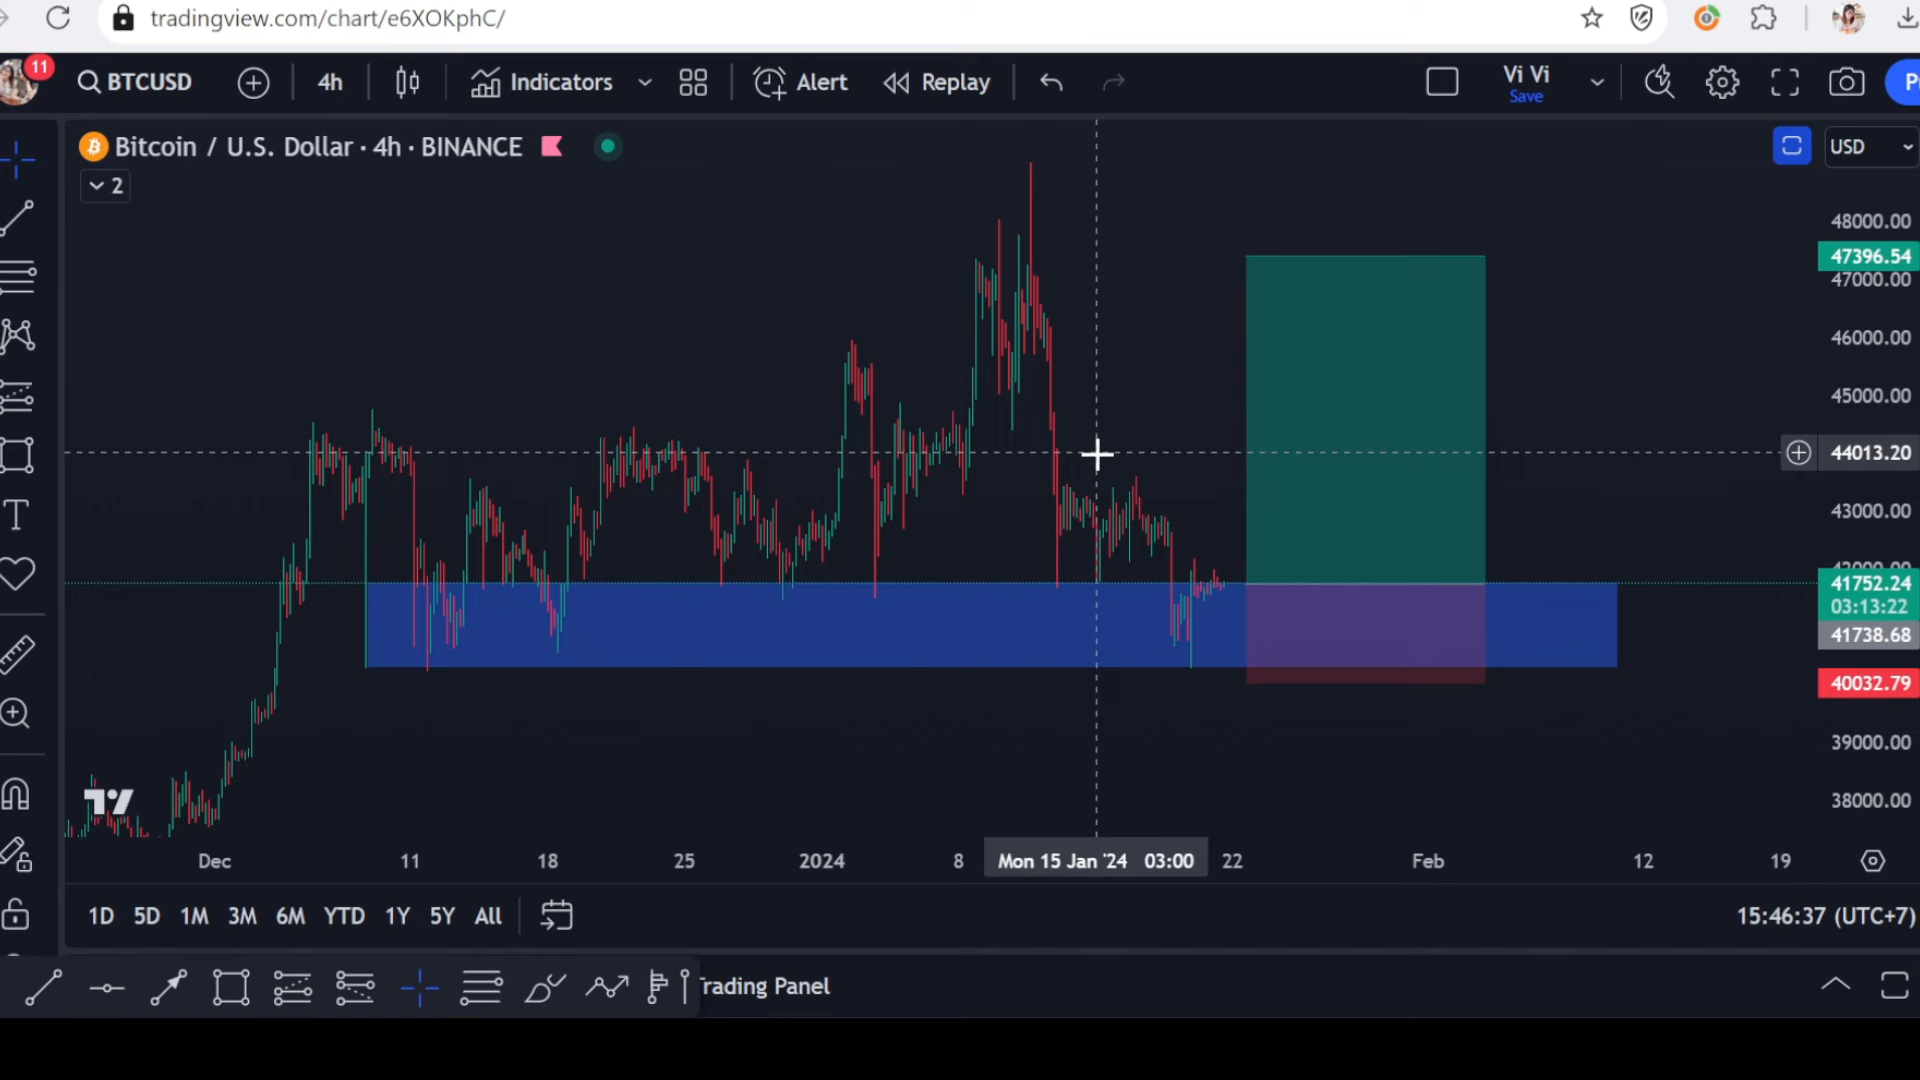 tradingview.com/chart/e6XOKphC/
11
BTCUSD
4h
Indicators
Alert
Replay
Vi Vi
Save
Bitcoin / U.S. Dollar · 4h · BINANCE
2
USD
48000.00
47396.54
47000.00
46000.00
45000.00
44013.20
43000.00
41752.24
03:13:22
41738.68
40032.79
39000.00
38000.00
Dec
11
18
25
2024
8
Mon 15 Jan '24 03:00
22
Feb
12
19
1D 5D 1M 3M 6M YTD 1Y 5Y All
15:46:37 (UTC+7)
Trading Panel